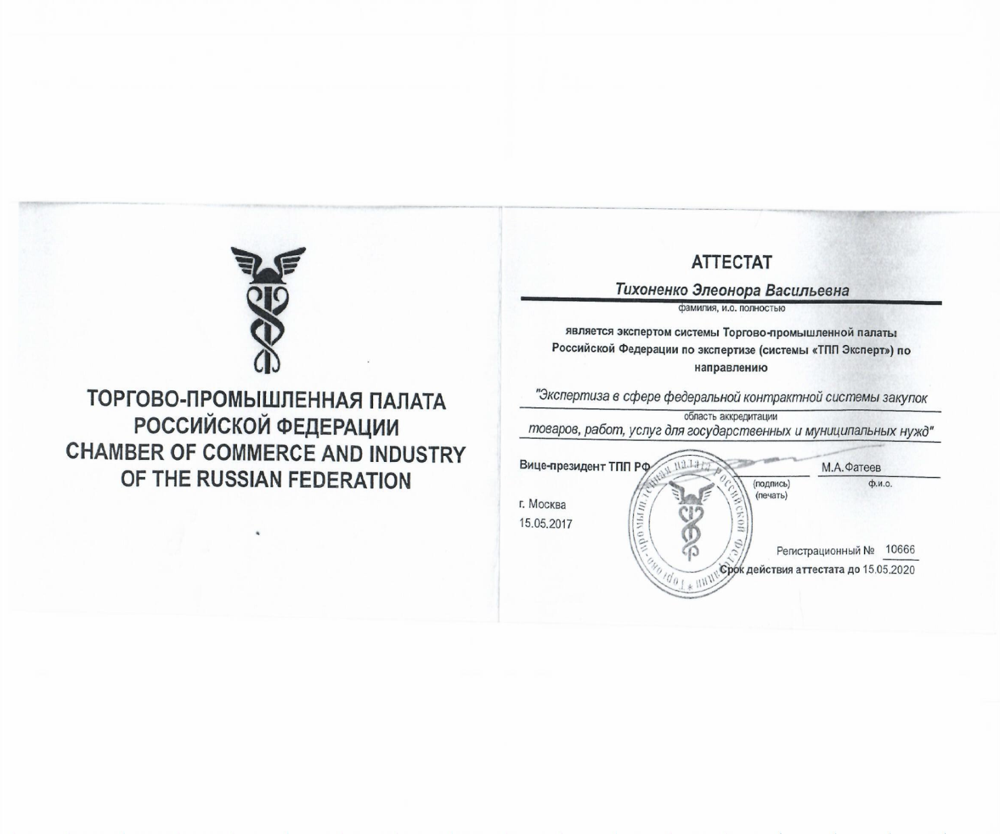 ТОРГОВО-ПРОМЫШЛЕННАЯ ПАЛАТА
РОССИЙСКОЙ ФЕДЕРАЦИИ
CHAMBER OF COMMERCE AND INDUSTRY
OF THE RUSSIAN FEDERATION
АТТЕСТАТ
Тихоненко Элеонора Васильевна
фамилия, и.о. полностью
является экспертом системы Торгово-промышленной палаты
Российской Федерации по экспертизе (системы «ТПП Эксперт») по
направлению
"Экспертиза в сфере федеральной контрактной системы закупок
область аккредитации
товаров, работ, услуг для государственных и муниципальных нужд"
Вице-президент ТПП РФ
М.А.Фатеев
(подпись)
ф.и.о.
(печать)
г. Москва
15.05.2017
Торгово-промышленная палата Российской Федерации *
Регистрационный № 10666
Срок действия аттестата до 15.05.2020